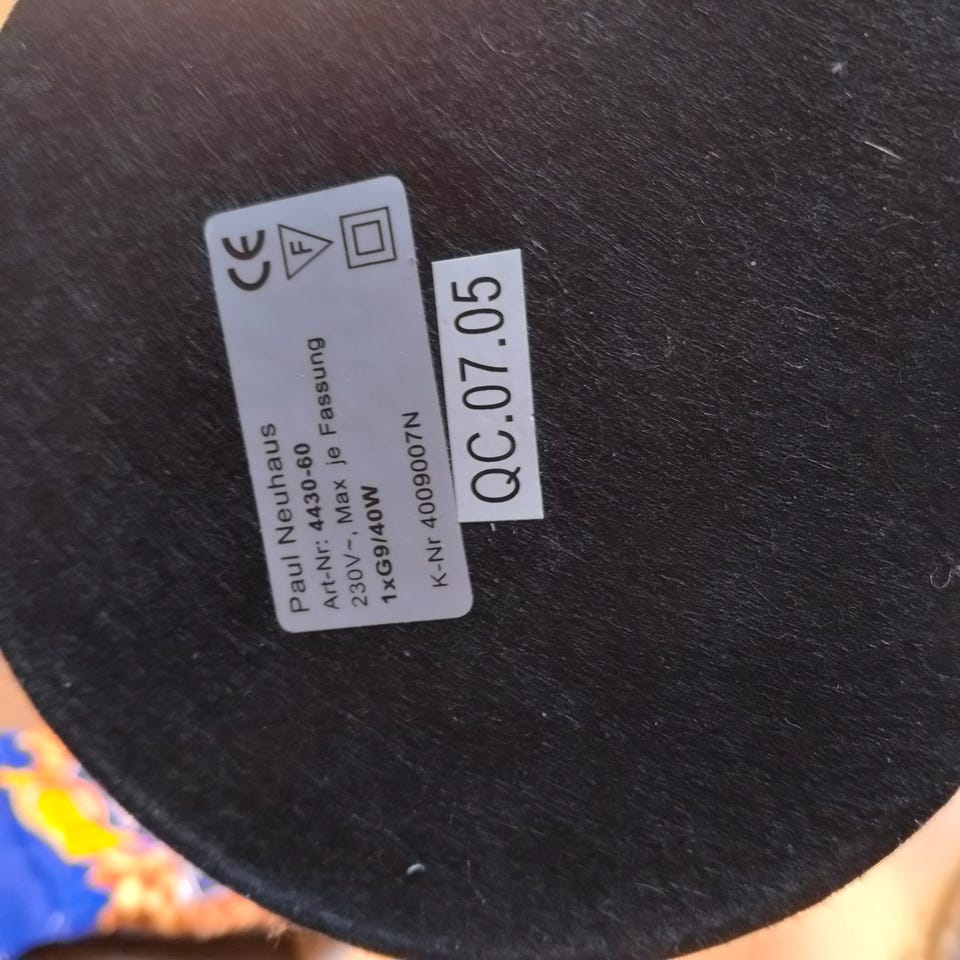 Paul Neuhaus
Art-Nr: 4430-60
230V~, Max je Fassung
1xG9/40W
K-Nr 4009007N
CE
F
QC.07.05